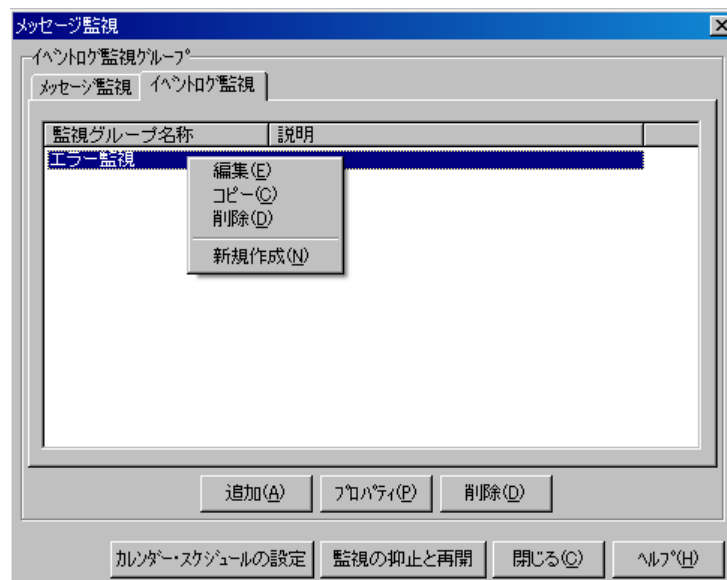 メッセージ監視
ｲﾍﾞﾝﾄﾛｸﾞ監視ｸﾞﾙｰﾌﾟ
ﾒｯｾｰｼﾞ監視 ｲﾍﾞﾝﾄﾛｸﾞ監視
監視グループ名称 説明
エラー監視
編集(E)
コピー(C)
削除(D)
新規作成(N)
追加(A) ﾌﾟﾛﾊﾟﾃｨ(P) 削除(D)
ｶﾚﾝﾀﾞｰ・ｽｹｼﾞｭｰﾙの設定 監視の抑止と再開 閉じる(C) ﾍﾙﾌﾟ(H)